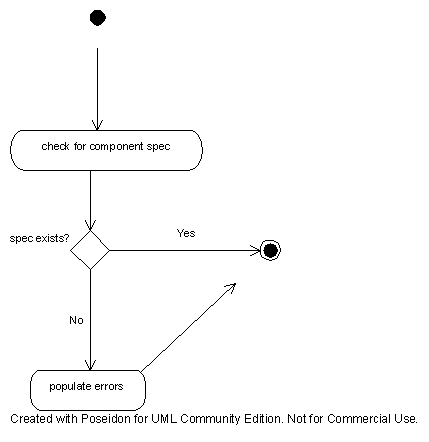 check for component spec
spec exists?
Yes
No
populate errors
Created with Poseidon for UML Community Edition. Not for Commercial Use.